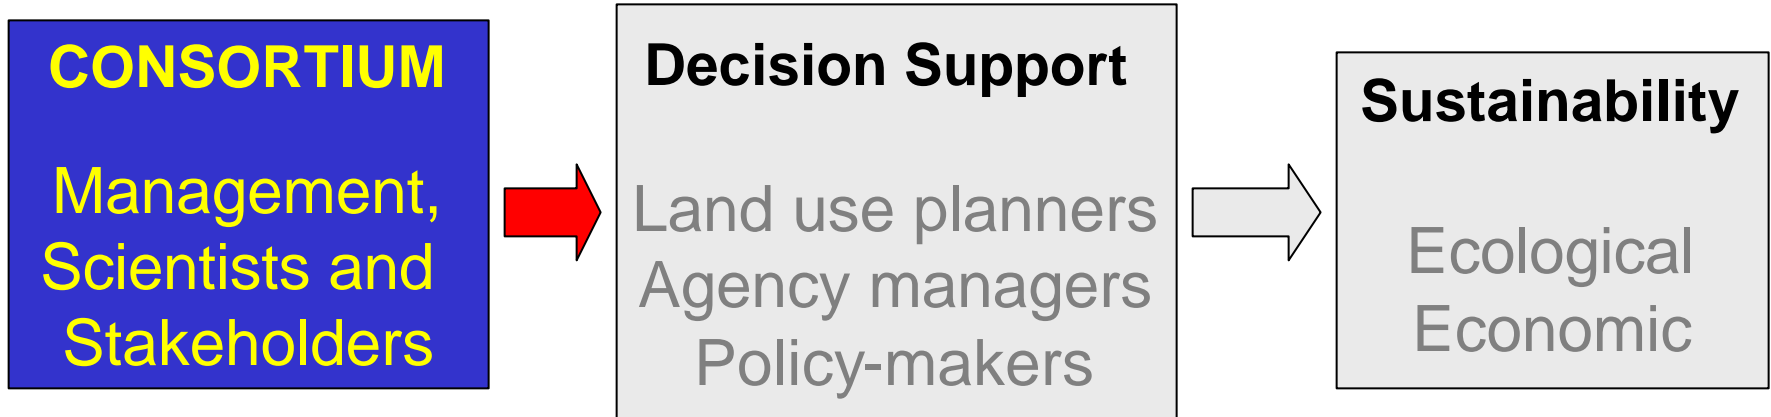 CONSORTIUM
Management,
Scientists and
Stakeholders
Decision Support
Land use planners
Agency managers
Policy-makers
Sustainability
Ecological
Economic